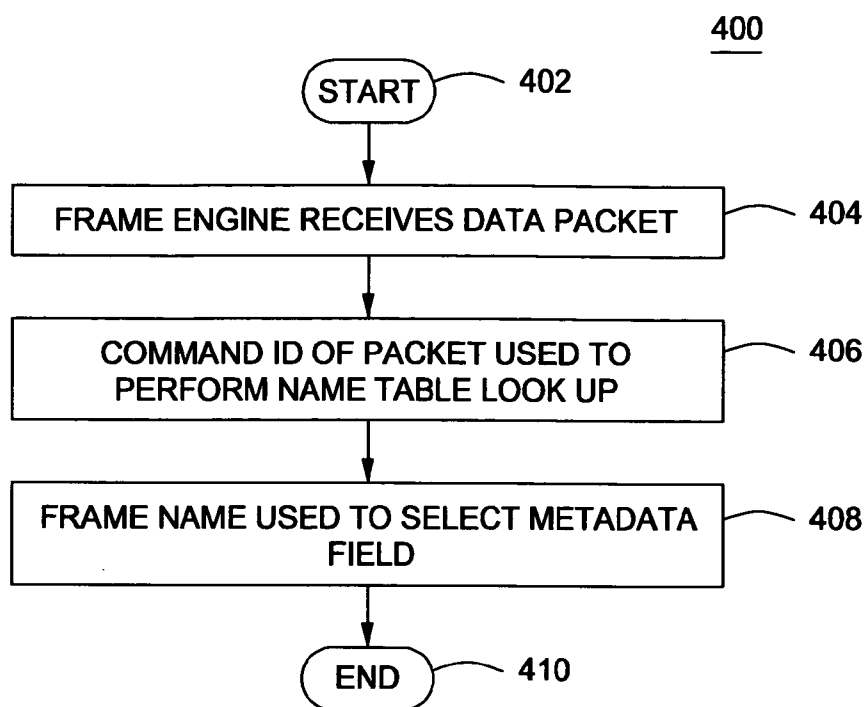 400
START 402
FRAME ENGINE RECEIVES DATA PACKET 404
COMMAND ID OF PACKET USED TO
PERFORM NAME TABLE LOOK UP 406
FRAME NAME USED TO SELECT METADATA
FIELD 408
END 410